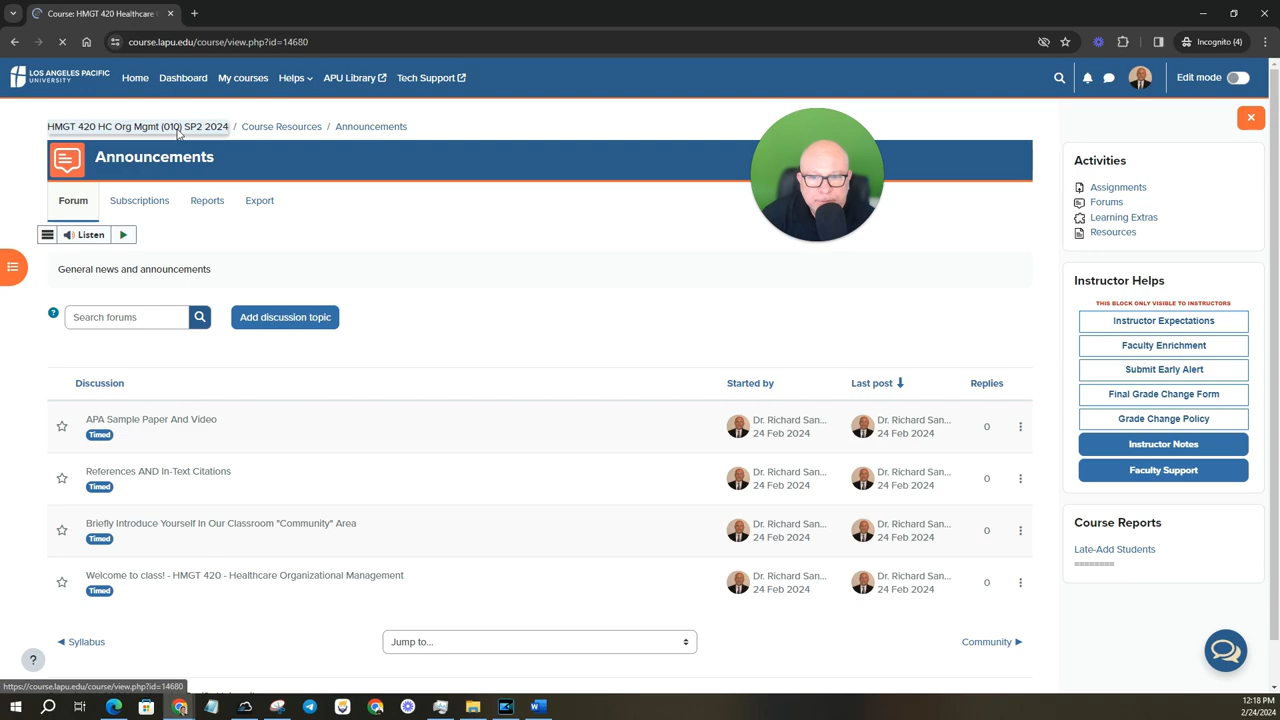 Course: HMGT 420 Healthcare
course.lapu.edu/course/view.php?id=14680
Incognito (4)
LOS ANGELES PACIFIC
UNIVERSITY
Home
Dashboard
My courses
Helps
APU Library
Tech Support
Edit mode
HMGT 420 HC Org Mgmt (010) SP2 2024 / Course Resources / Announcements
Announcements
Forum
Subscriptions
Reports
Export
Listen
General news and announcements
Search forums
Add discussion topic
Discussion
Started by
Last post
Replies
APA Sample Paper And Video
Timed
Dr. Richard San...
24 Feb 2024
Dr. Richard San...
24 Feb 2024
0
References AND In-Text Citations
Timed
Dr. Richard San...
24 Feb 2024
Dr. Richard San...
24 Feb 2024
0
Briefly Introduce Yourself In Our Classroom "Community" Area
Timed
Dr. Richard San...
24 Feb 2024
Dr. Richard San...
24 Feb 2024
0
Welcome to class! - HMGT 420 - Healthcare Organizational Management
Timed
Dr. Richard San...
24 Feb 2024
Dr. Richard San...
24 Feb 2024
0
◀ Syllabus
Jump to...
Community ▶
Activities
Assignments
Forums
Learning Extras
Resources
Instructor Helps
THIS BLOCK ONLY VISIBLE TO INSTRUCTORS
Instructor Expectations
Faculty Enrichment
Submit Early Alert
Final Grade Change Form
Grade Change Policy
Instructor Notes
Faculty Support
Course Reports
Late-Add Students
========
?
https://course.lapu.edu/course/view.php?id=14680
12:18 PM
2/24/2024